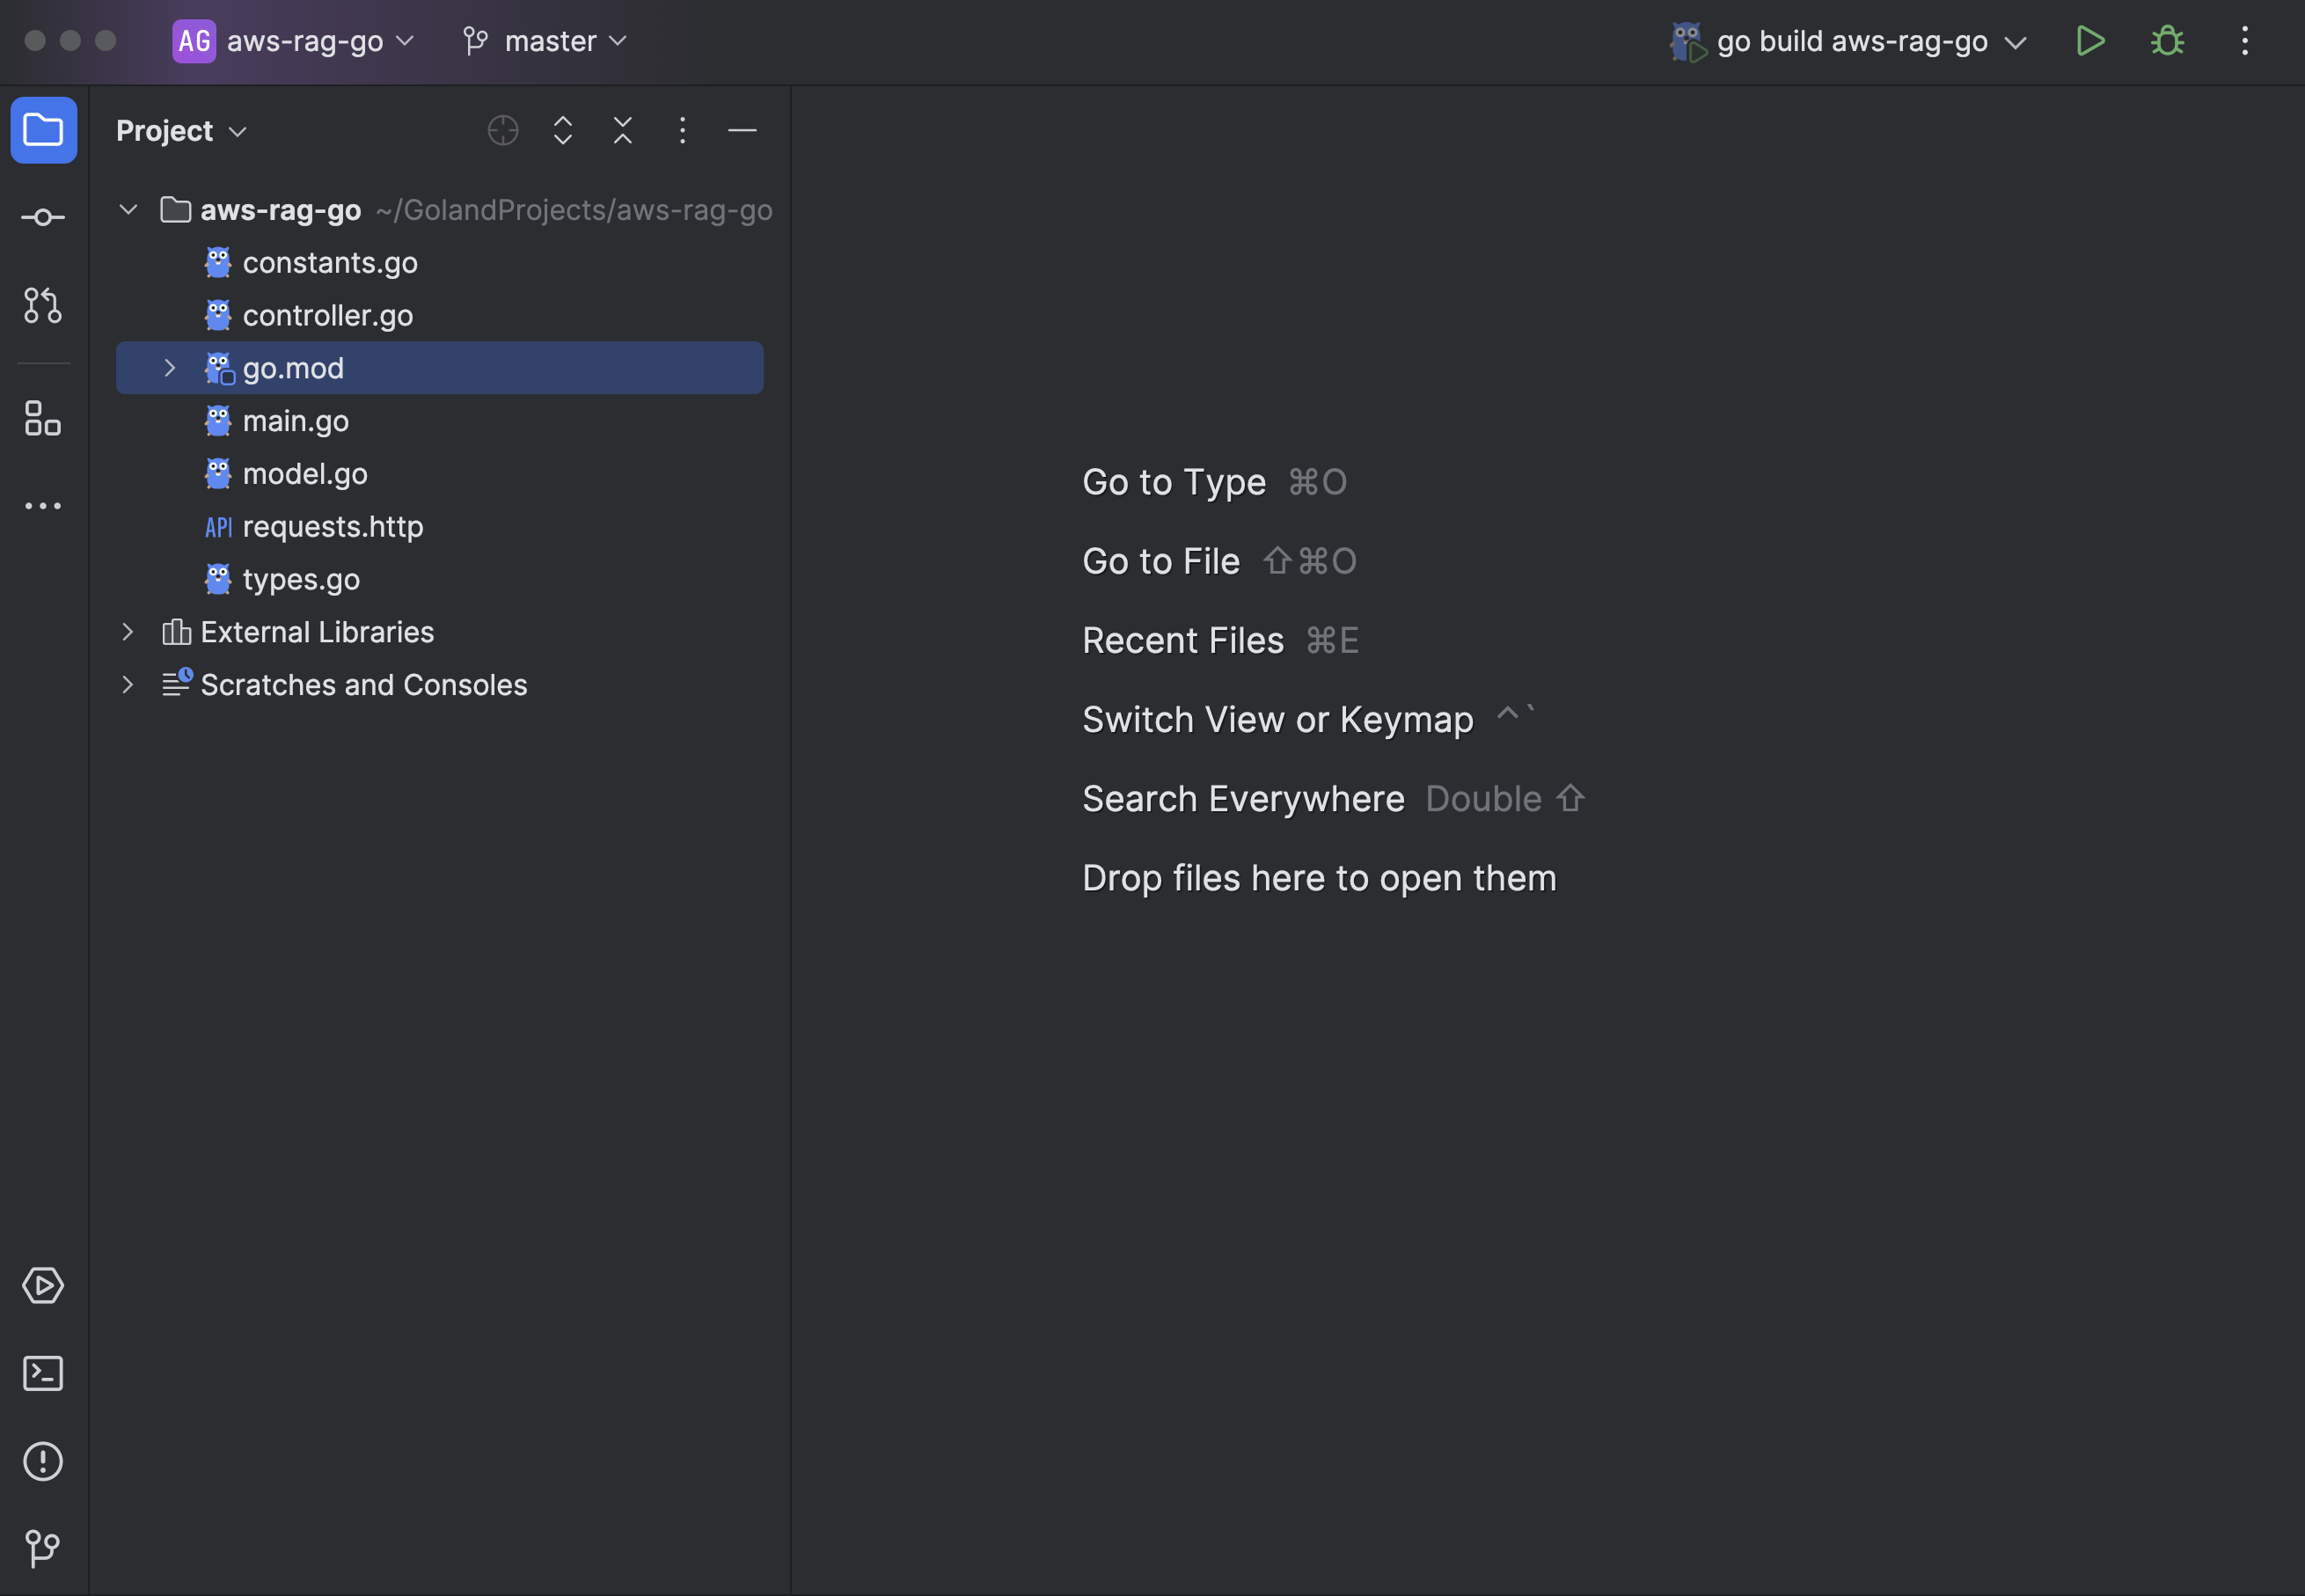 AG aws-rag-go master go build aws-rag-go
Project
aws-rag-go ~/GolandProjects/aws-rag-go
constants.go
controller.go
go.mod
main.go
model.go
API requests.http
types.go
External Libraries
Scratches and Consoles
Go to Type ⌘O
Go to File ⇧⌘O
Recent Files ⌘E
Switch View or Keymap ^`
Search Everywhere Double ⇧
Drop files here to open them